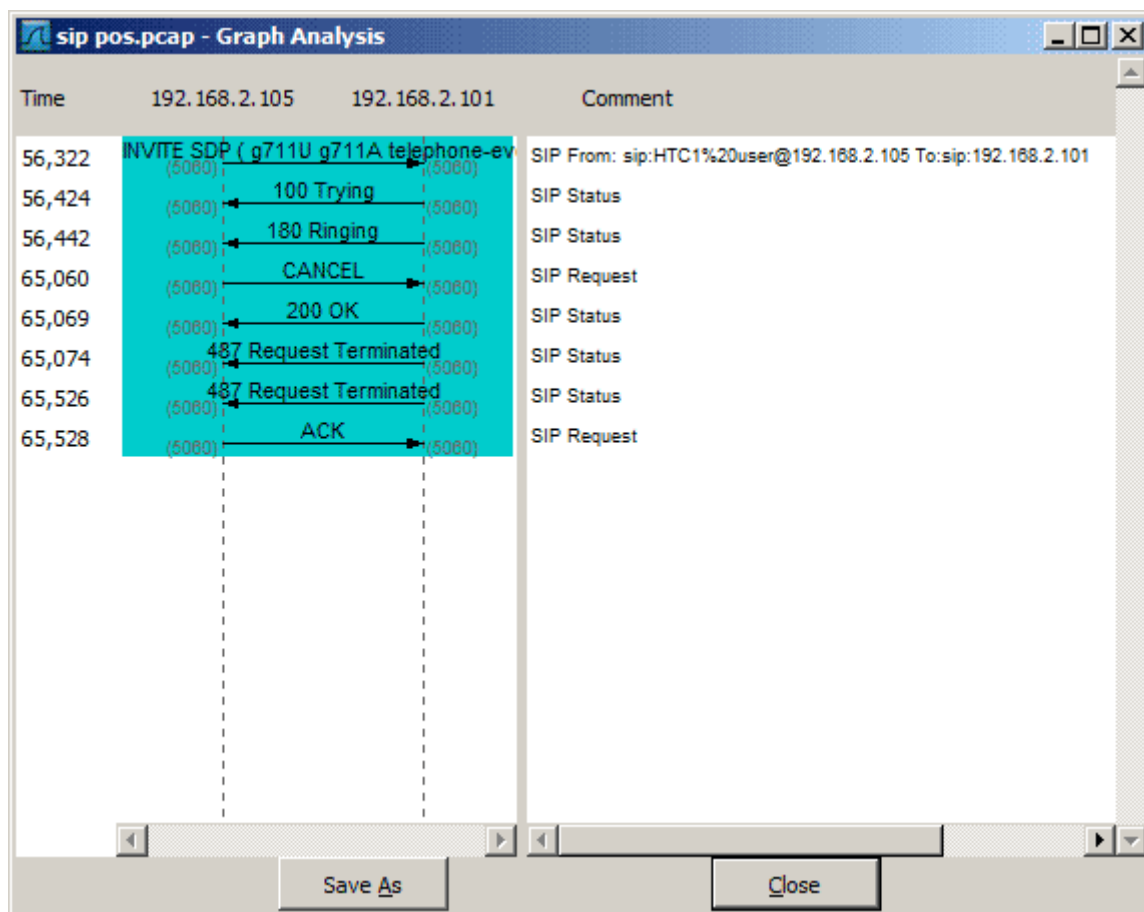 sip pos.pcap - Graph Analysis
Time 192.168.2.105 192.168.2.101 Comment
56,322 INVITE SDP ( g711U g711A telephone-ev SIP From: sip:HTC1%20user@192.168.2.105 To:sip:192.168.2.101
(5060) (5060)
56,424 100 Trying SIP Status
(5060) (5060)
56,442 180 Ringing SIP Status
(5060) (5060)
65,060 CANCEL SIP Request
(5060) (5060)
65,069 200 OK SIP Status
(5060) (5060)
65,074 487 Request Terminated SIP Status
(5060) (5060)
65,526 487 Request Terminated SIP Status
(5060) (5060)
65,528 ACK SIP Request
(5060) (5060)
Save As Close